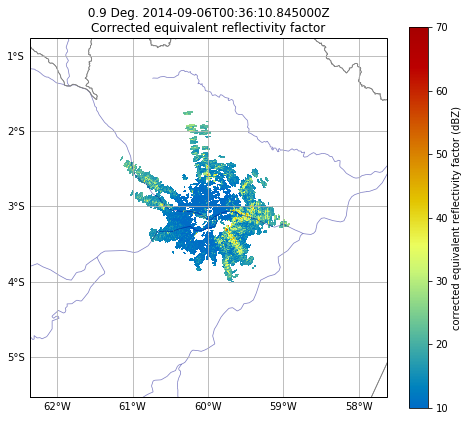 0.9 Deg. 2014-09-06T00:36:10.845000Z
Corrected equivalent reflectivity factor
1°S
2°S
3°S
4°S
5°S
62°W 61°W 60°W 59°W 58°W
70
60
50
40
30
20
10
corrected equivalent reflectivity factor (dBZ)